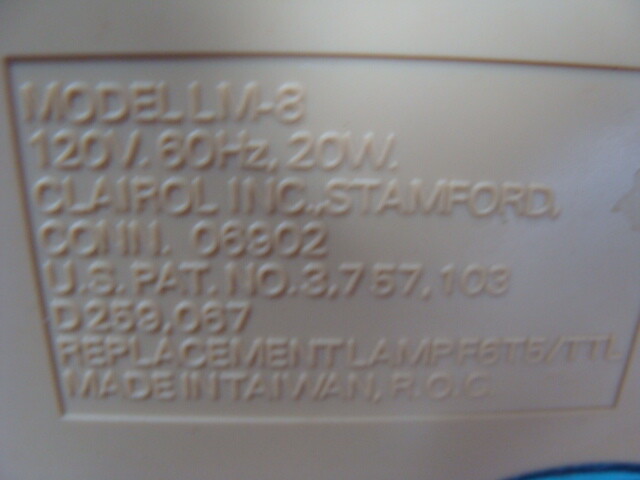 MODEL LM-8
120V. 60Hz. 20W.
CLAIROL INC., STAMFORD,
CONN. 06902
U.S. PAT. NO. 3,757,103
D259,067
REPLACEMENT LAMP F6T5/TTL
MADE IN TAIWAN, R.O.C.